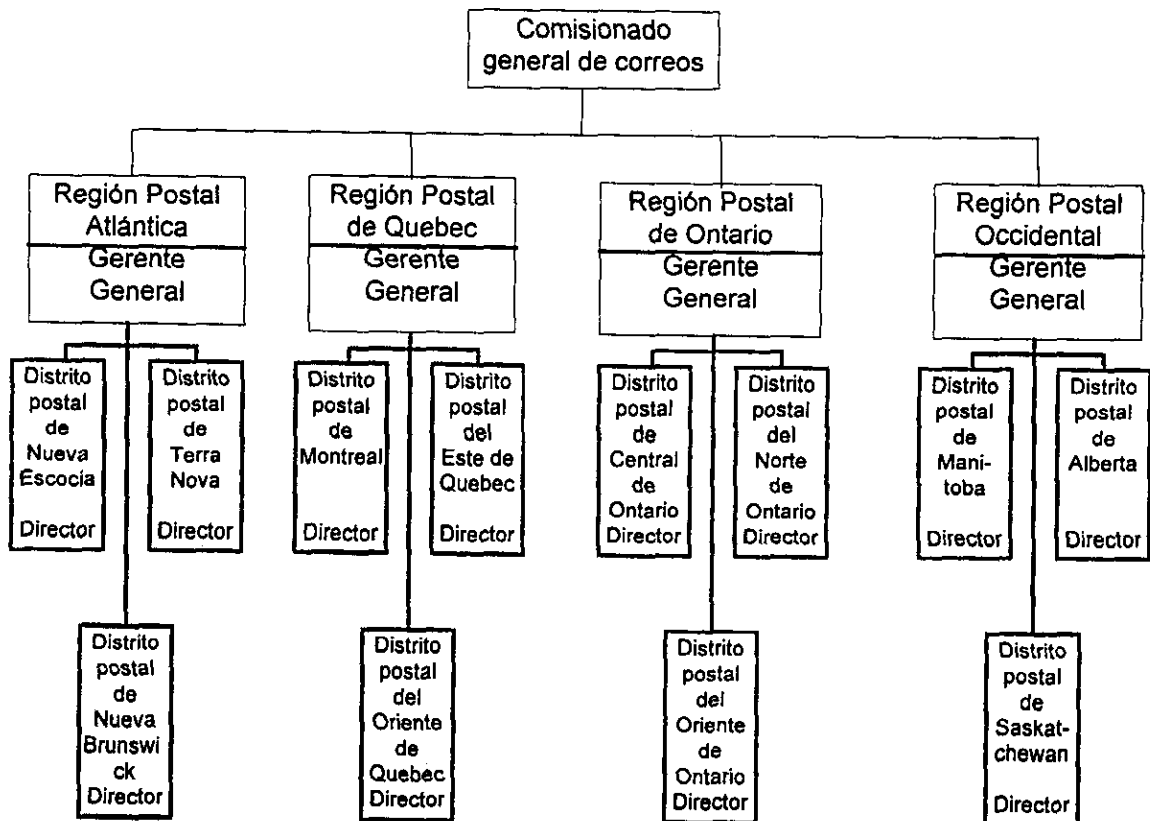 Comisionado
general de correos
Región Postal
Atlántica
Gerente
General
Región Postal
de Quebec
Gerente
General
Región Postal
de Ontario
Gerente
General
Región Postal
Occidental
Gerente
General
Distrito
postal
de
Nueva
Escocía
Director
Distrito
postal
de
Terra
Nova
Director
Distrito
postal
de
Montreal
Director
Distrito
postal
del
Este de
Quebec
Director
Distrito
postal
de
Central
de
Ontario
Director
Distrito
postal
del
Norte
de
Ontario
Director
Distrito
postal
de
Mani-
toba
Director
Distrito
postal
de
Alberta
Director
Distrito
postal
de
Nueva
Brunswi
ck
Director
Distrito
postal
del
Oriente
de
Quebec
Director
Distrito
postal
del
Oriente
de
Ontario
Director
Distrito
postal
de
Saskat-
chewan
Director